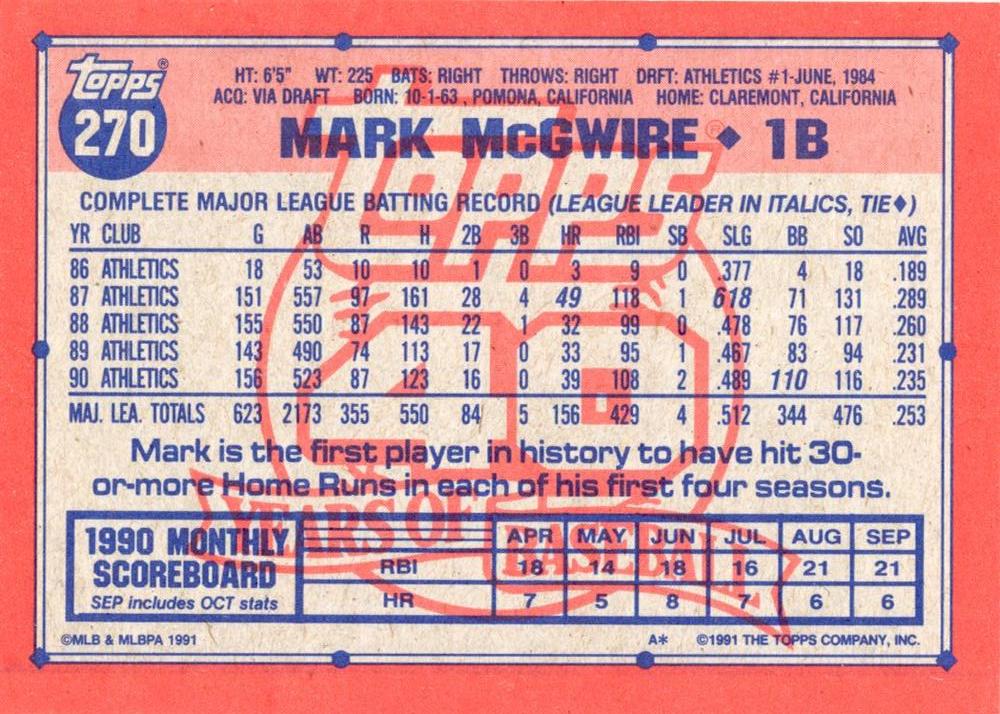 Topps®
270
HT: 6'5" WT: 225 BATS: RIGHT THROWS: RIGHT DRFT: ATHLETICS #1-JUNE, 1984
ACQ: VIA DRAFT BORN: 10-1-63, POMONA, CALIFORNIA HOME: CLAREMONT, CALIFORNIA
MARK McGWIRE ◆ 1B
TOPPS®
40
YEARS OF BASEBALL
COMPLETE MAJOR LEAGUE BATTING RECORD (LEAGUE LEADER IN ITALICS, TIE◆)
YR CLUB G AB R H 2B 3B HR RBI SB SLG BB SO AVG
86 ATHLETICS 18 53 10 10 1 0 3 9 0 .377 4 18 .189
87 ATHLETICS 151 557 97 161 28 4 49 118 1 618 71 131 .289
88 ATHLETICS 155 550 87 143 22 1 32 99 0 .478 76 117 .260
89 ATHLETICS 143 490 74 113 17 0 33 95 1 .467 83 94 .231
90 ATHLETICS 156 523 87 123 16 0 39 108 2 .489 110 116 .235
MAJ. LEA. TOTALS 623 2173 355 550 84 5 156 429 4 .512 344 476 .253
Mark is the first player in history to have hit 30-
or-more Home Runs in each of his first four seasons.
1990 MONTHLY
SCOREBOARD
SEP includes OCT stats
APR MAY JUN JUL AUG SEP
RBI 18 14 18 16 21 21
HR 7 5 8 7 6 6
©MLB & MLBPA 1991 A* ©1991 THE TOPPS COMPANY, INC.